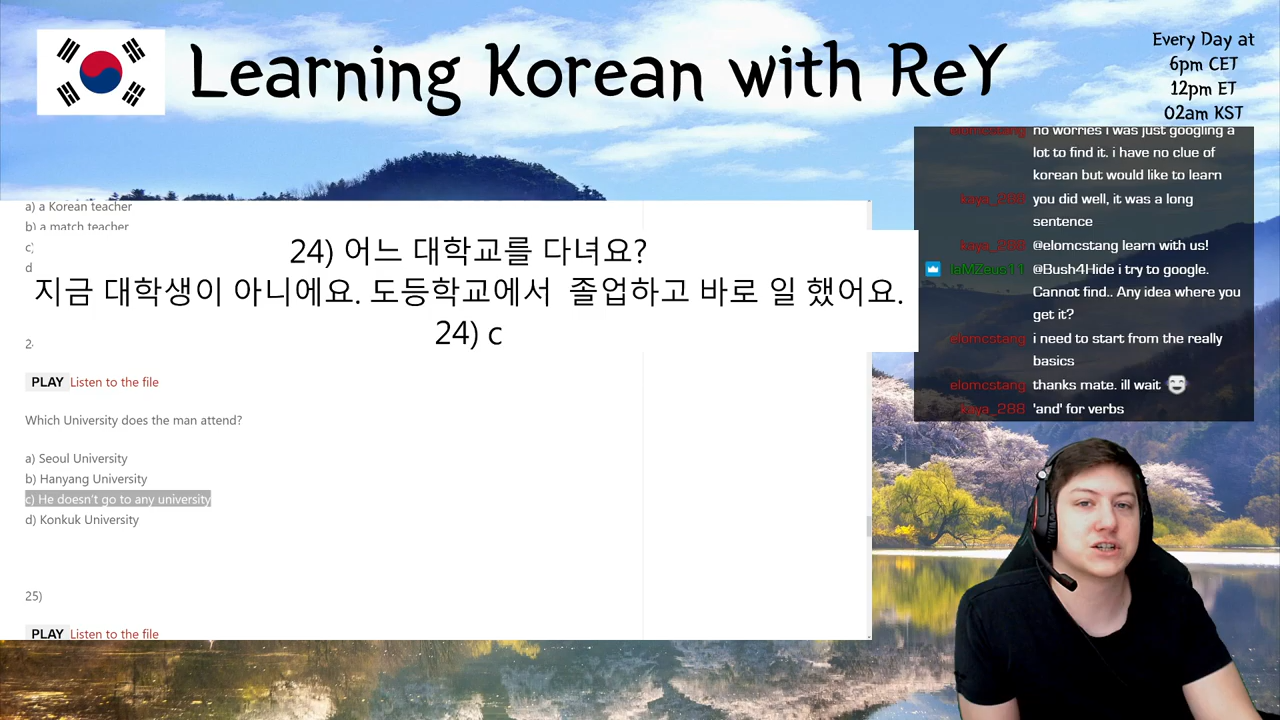 Learning Korean with ReY
Every Day at
6pm CET
12pm ET
02am KST
a) a Korean teacher
b) a match teacher
c)
d
24) 어느 대학교를 다녀요?
지금 대학생이 아니에요. 도등학교에서 졸업하고 바로 일 했어요.
24) c
2
PLAY Listen to the file
Which University does the man attend?
a) Seoul University
b) Hanyang University
c) He doesn't go to any university
d) Konkuk University
25)
PLAY Listen to the file
elomcstang no worries i was just googling a
lot to find it. i have no clue of
korean but would like to learn
kaya_288 you did well, it was a long
sentence
kaya_288 @elomcstang learn with us!
IaMZeus11 @Bush4Hide i try to google.
Cannot find.. Any idea where you
get it?
elomcstang i need to start from the really
basics
elomcstang thanks mate. ill wait
kaya_288 'and' for verbs